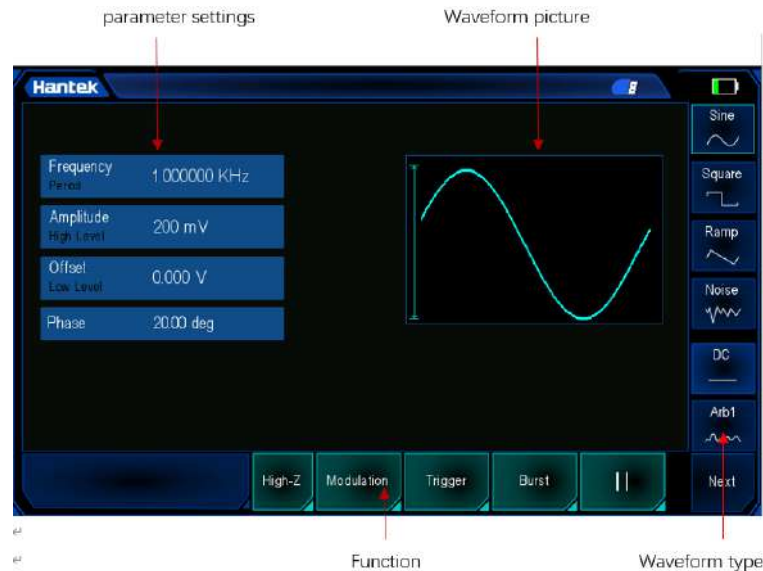 parameter settings
Waveform picture
Hantek
Sine
Frequency
Period
1.000000 KHz
Square
Amplitude
High Level
200 mV
Ramp
Offset
Low Level
0.000 V
Noise
Phase
20.00 deg
DC
Arb1
High-Z
Modulation
Trigger
Burst
Next
Function
Waveform type